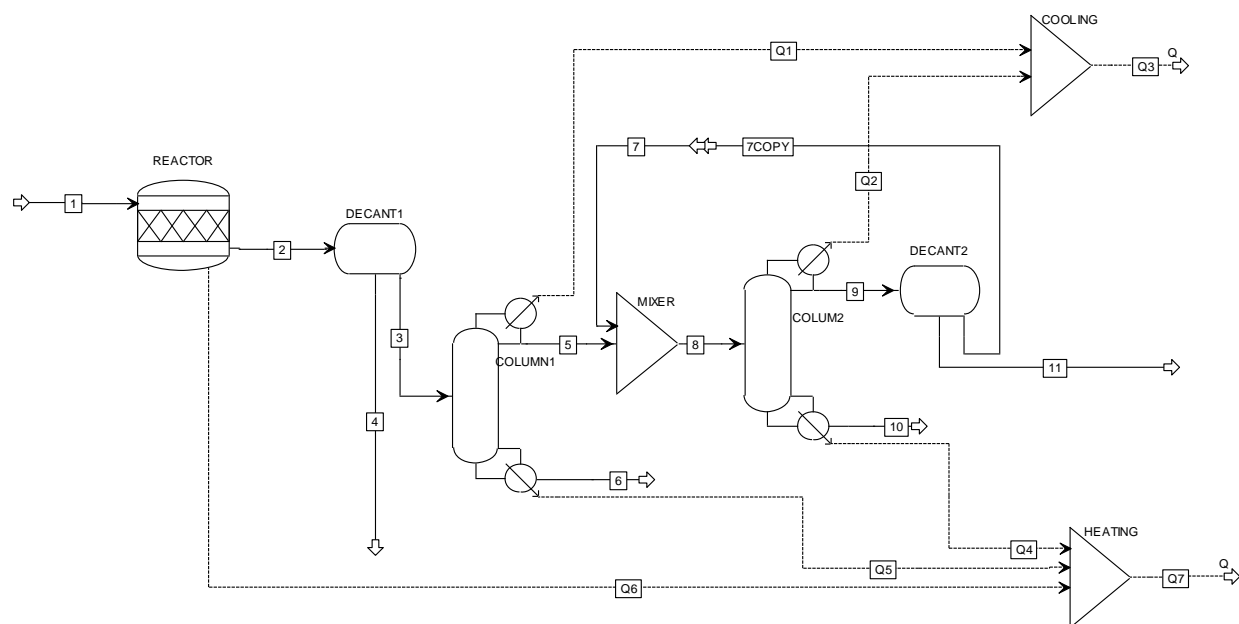 COOLING
Q1
Q
Q3
7
7COPY
REACTOR
Q2
1
DECANT1
2
DECANT2
9
MIXER
COLUM2
3
5
8
COLUMN1
11
4
10
6
HEATING
Q4
Q5
Q
Q7
Q6